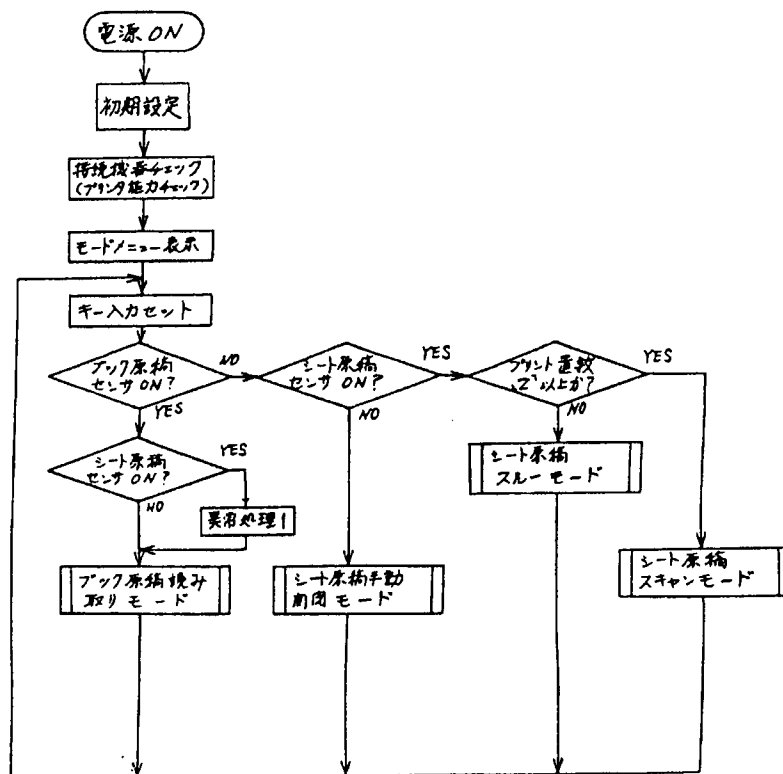 電源ON
初期設定
接続機器チェック
(プリンタ能力チェック)
モードメニュー表示
キー入力セット
ブック原稿
センサON?
NO
YES
シート原稿
センサON?
YES
NO
プリント置数
"2"以上か?
YES
NO
シート原稿
センサON?
YES
NO
異常処理1
シート原稿
スルーモード
ブック原稿読み
取りモード
シート原稿手動
開閉モード
シート原稿
スキャンモード